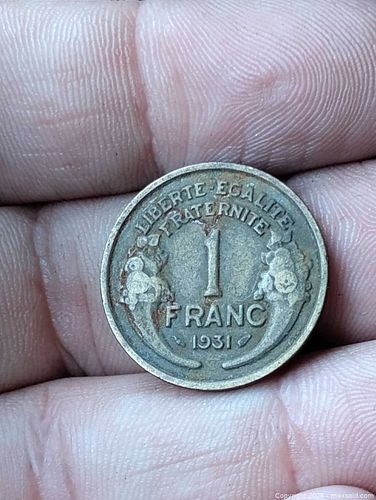 LIBERTE·EGALITE
FRATERNITE
1
FRANC
1931